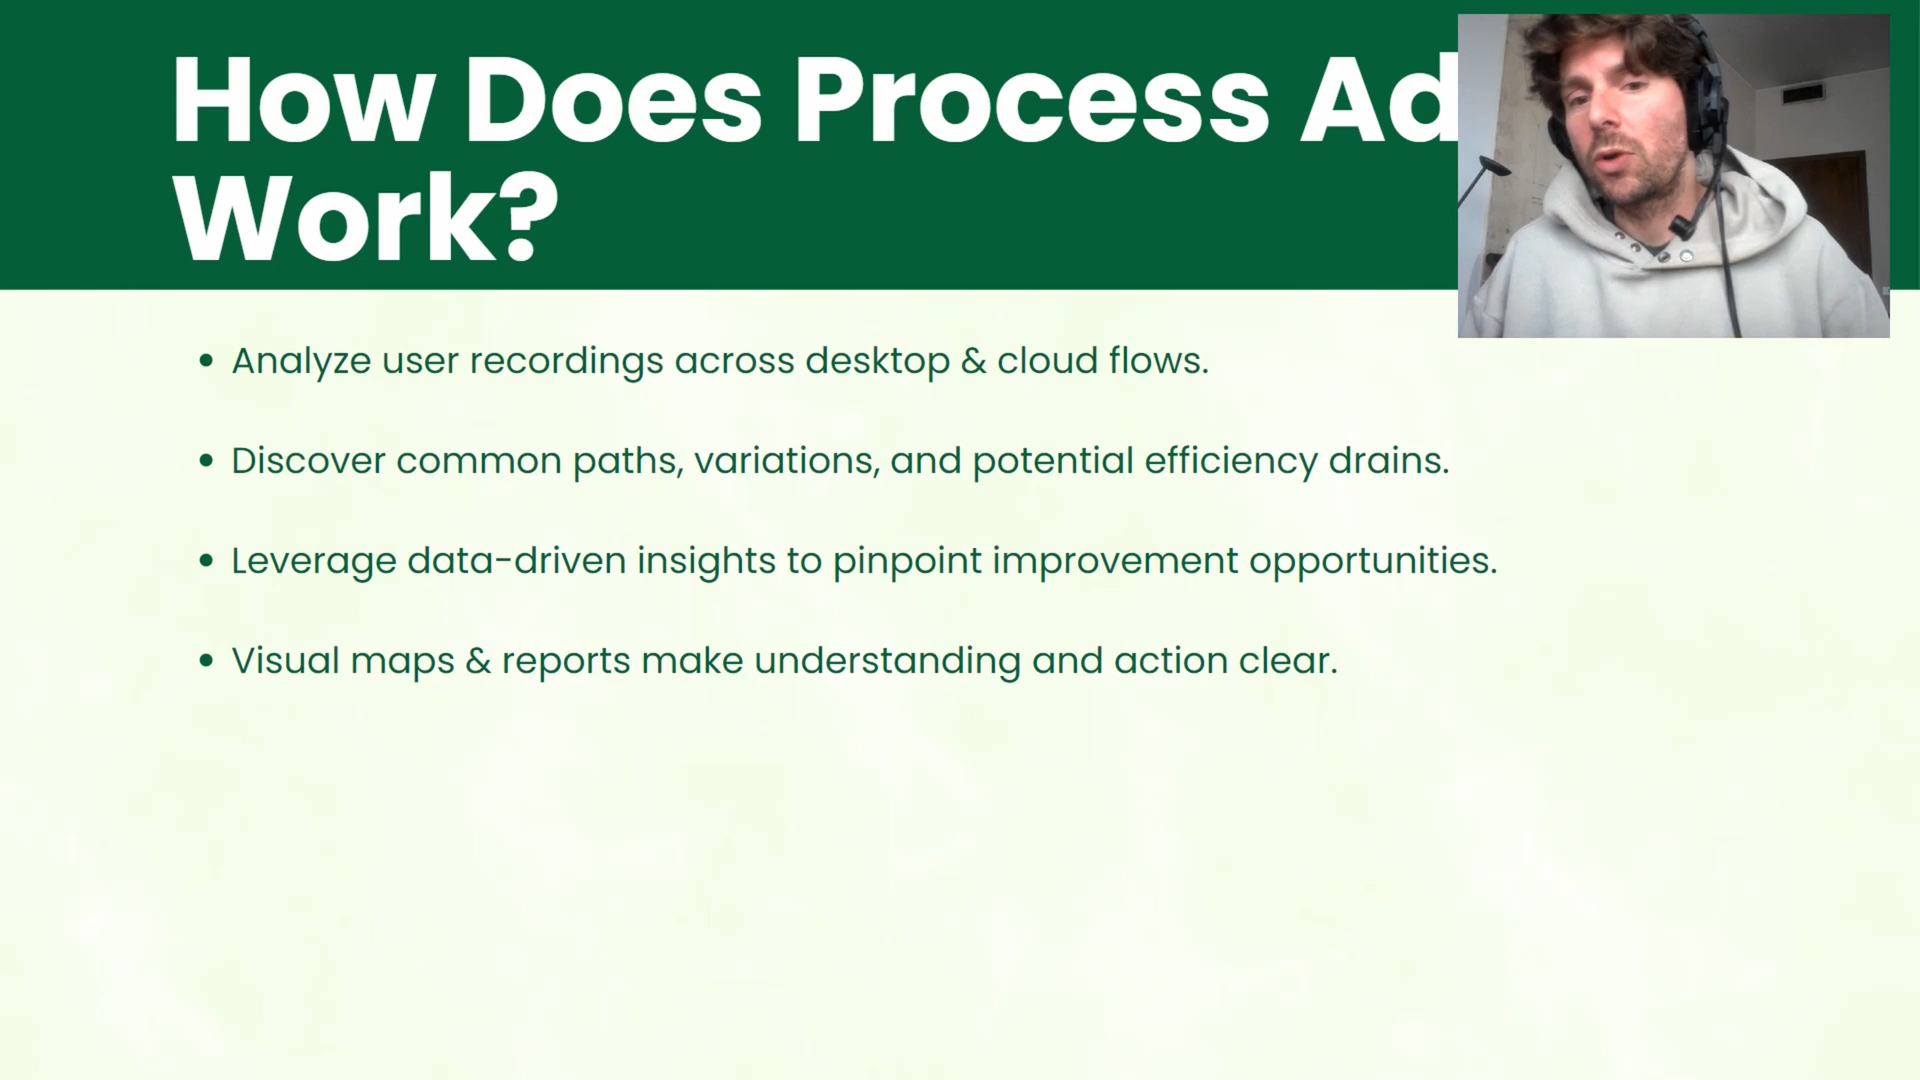 How Does Process Ad
Work?
• Analyze user recordings across desktop & cloud flows.
• Discover common paths, variations, and potential efficiency drains.
• Leverage data-driven insights to pinpoint improvement opportunities.
• Visual maps & reports make understanding and action clear.